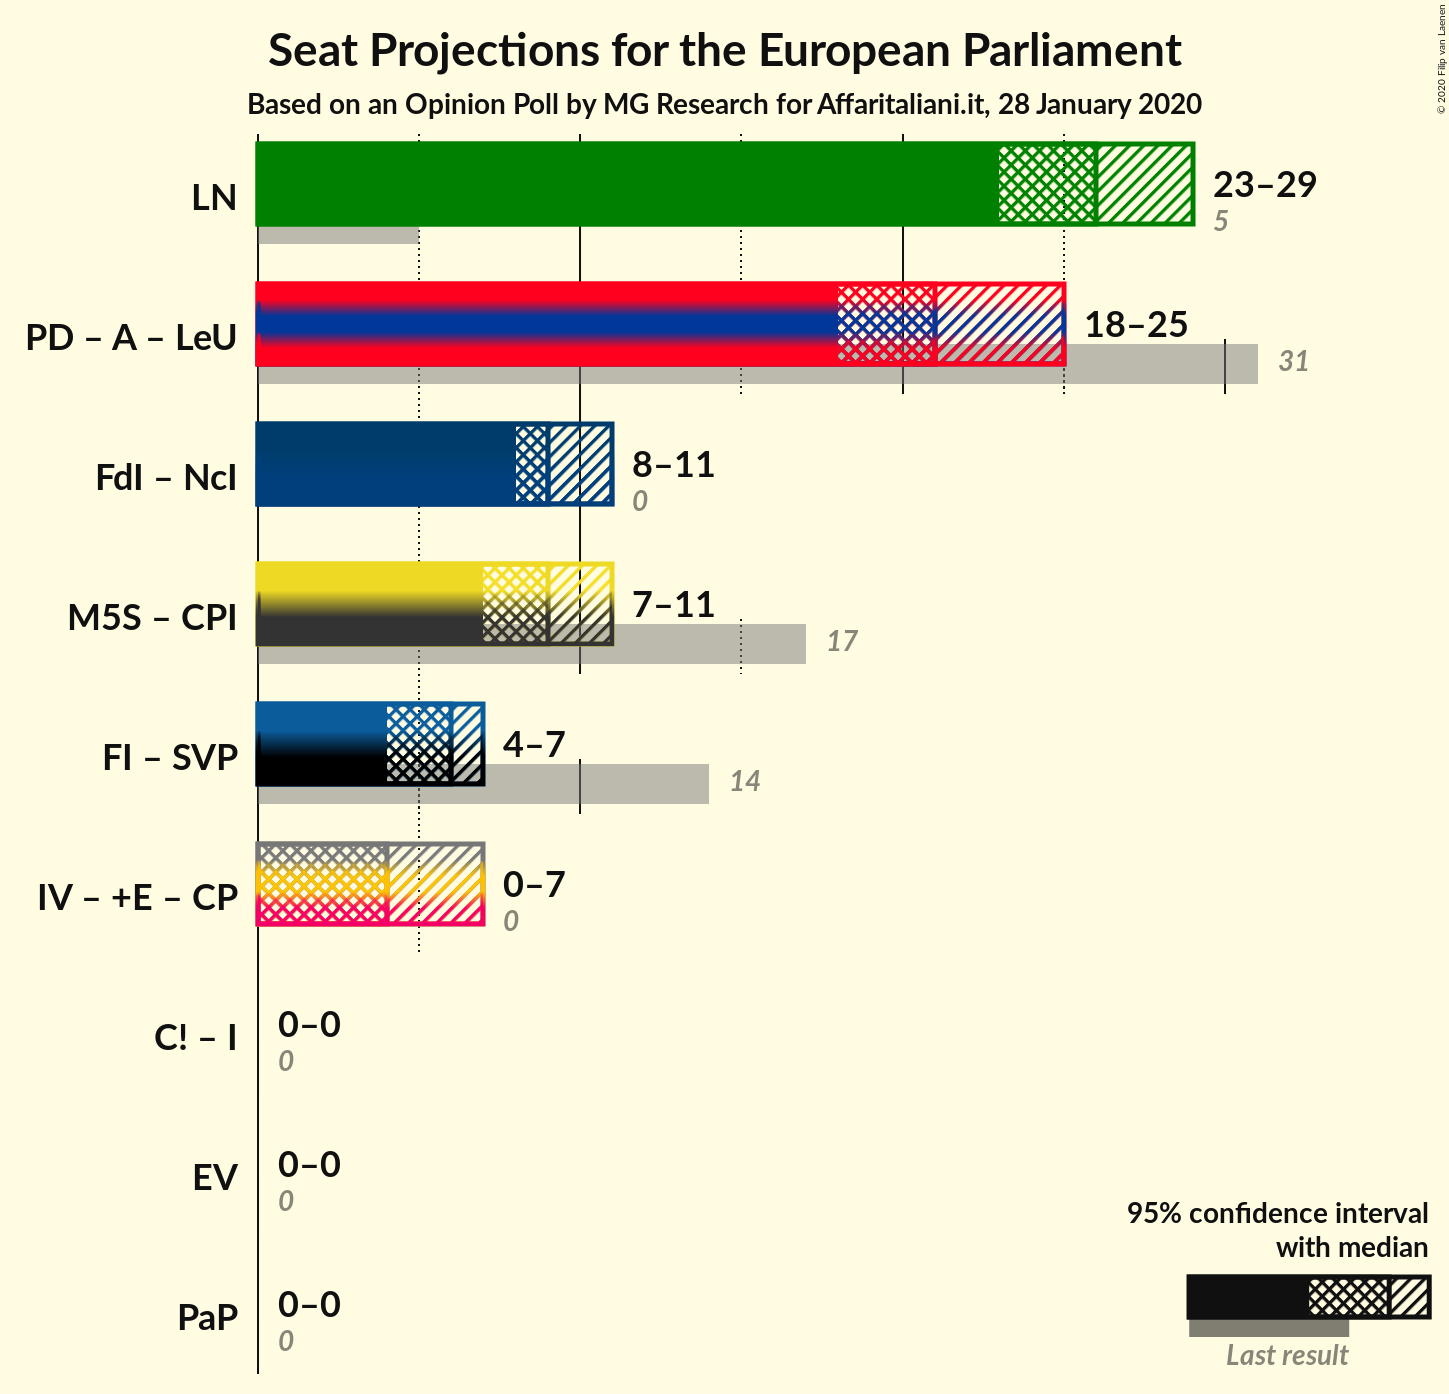 Seat Projections for the European Parliament
Based on an Opinion Poll by MG Research for Affaritaliani.it, 28 January 2020
© 2020 Filip van Laenen
LN
23–29
5
PD – A – LeU
18–25
31
FdI – NcI
8–11
0
M5S – CPI
7–11
17
FI – SVP
4–7
14
IV – +E – CP
0–7
0
C! – I
0–0
0
EV
0–0
0
PaP
0–0
0
95% confidence interval
with median
Last result